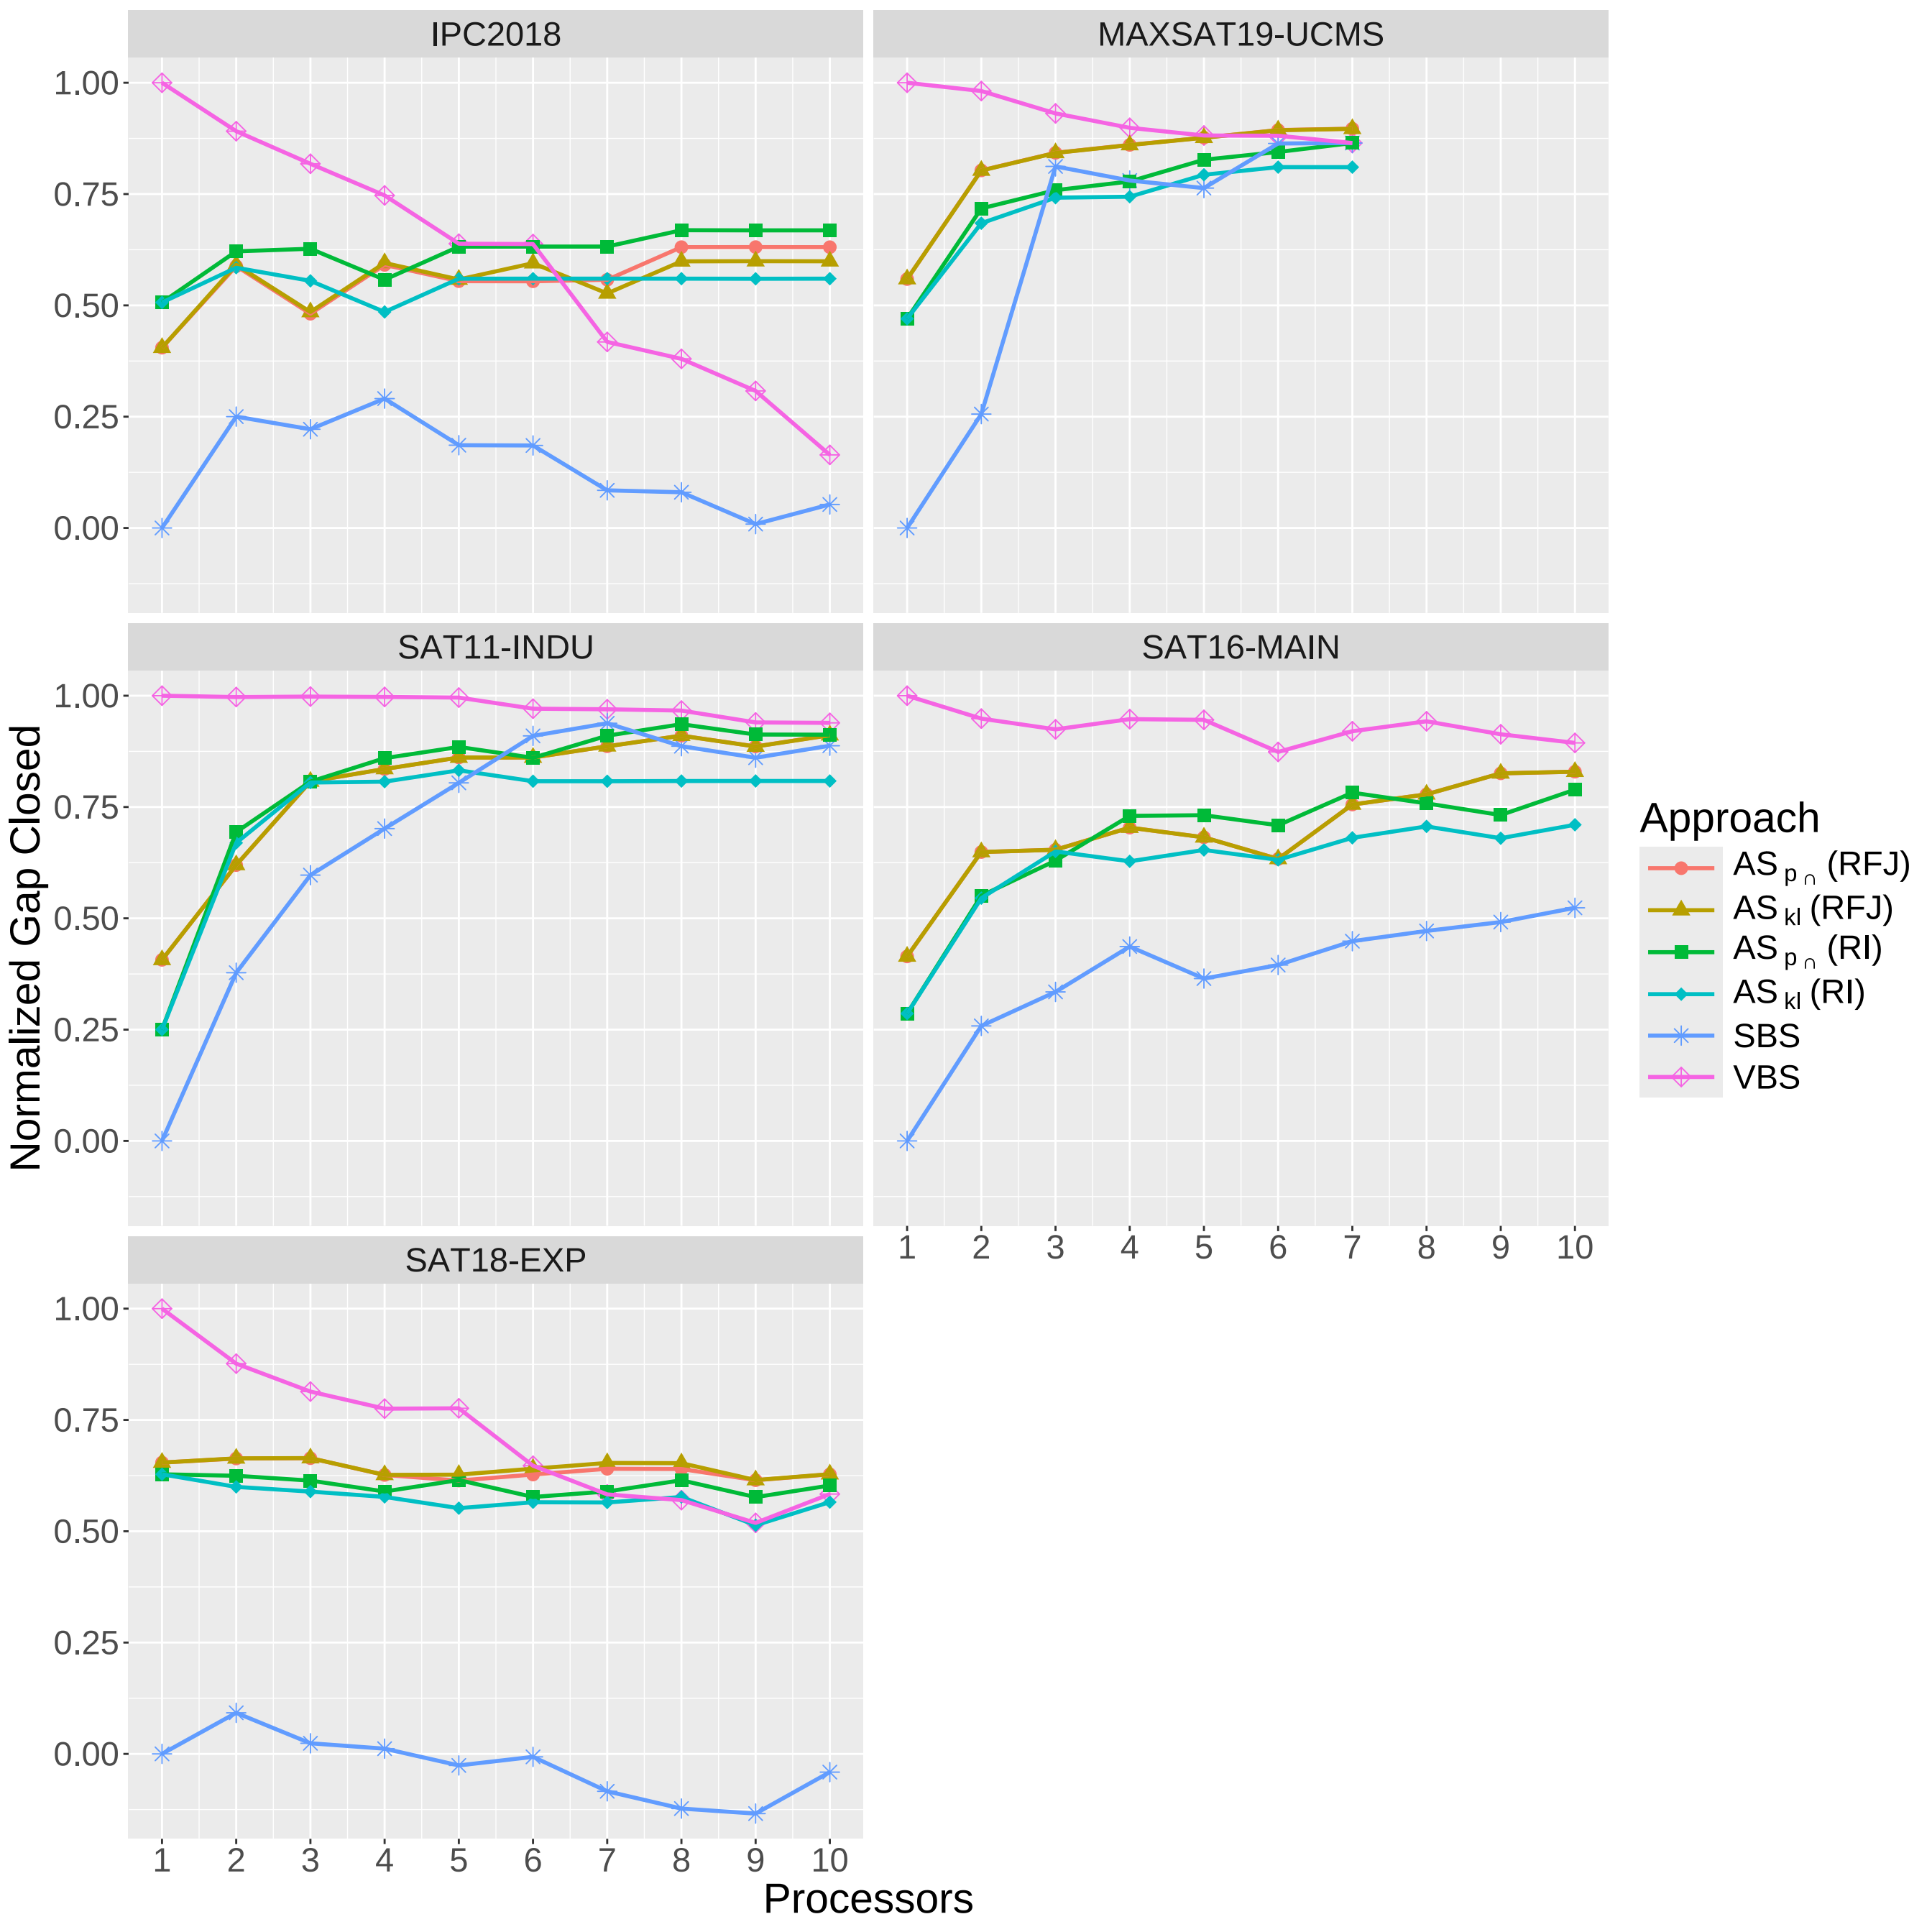 IPC2018
MAXSAT19-UCMS
1.00
0.75
0.50
0.25
0.00
SAT11-INDU
SAT16-MAIN
1.00
0.75
0.50
0.25
0.00
1 2 3 4 5 6 7 8 9 10
SAT18-EXP
1.00
0.75
0.50
0.25
0.00
1 2 3 4 5 6 7 8 9 10
Processors
Normalized Gap Closed
Approach
AS p ∩ (RFJ)
AS kl (RFJ)
AS p ∩ (RI)
AS kl (RI)
SBS
VBS